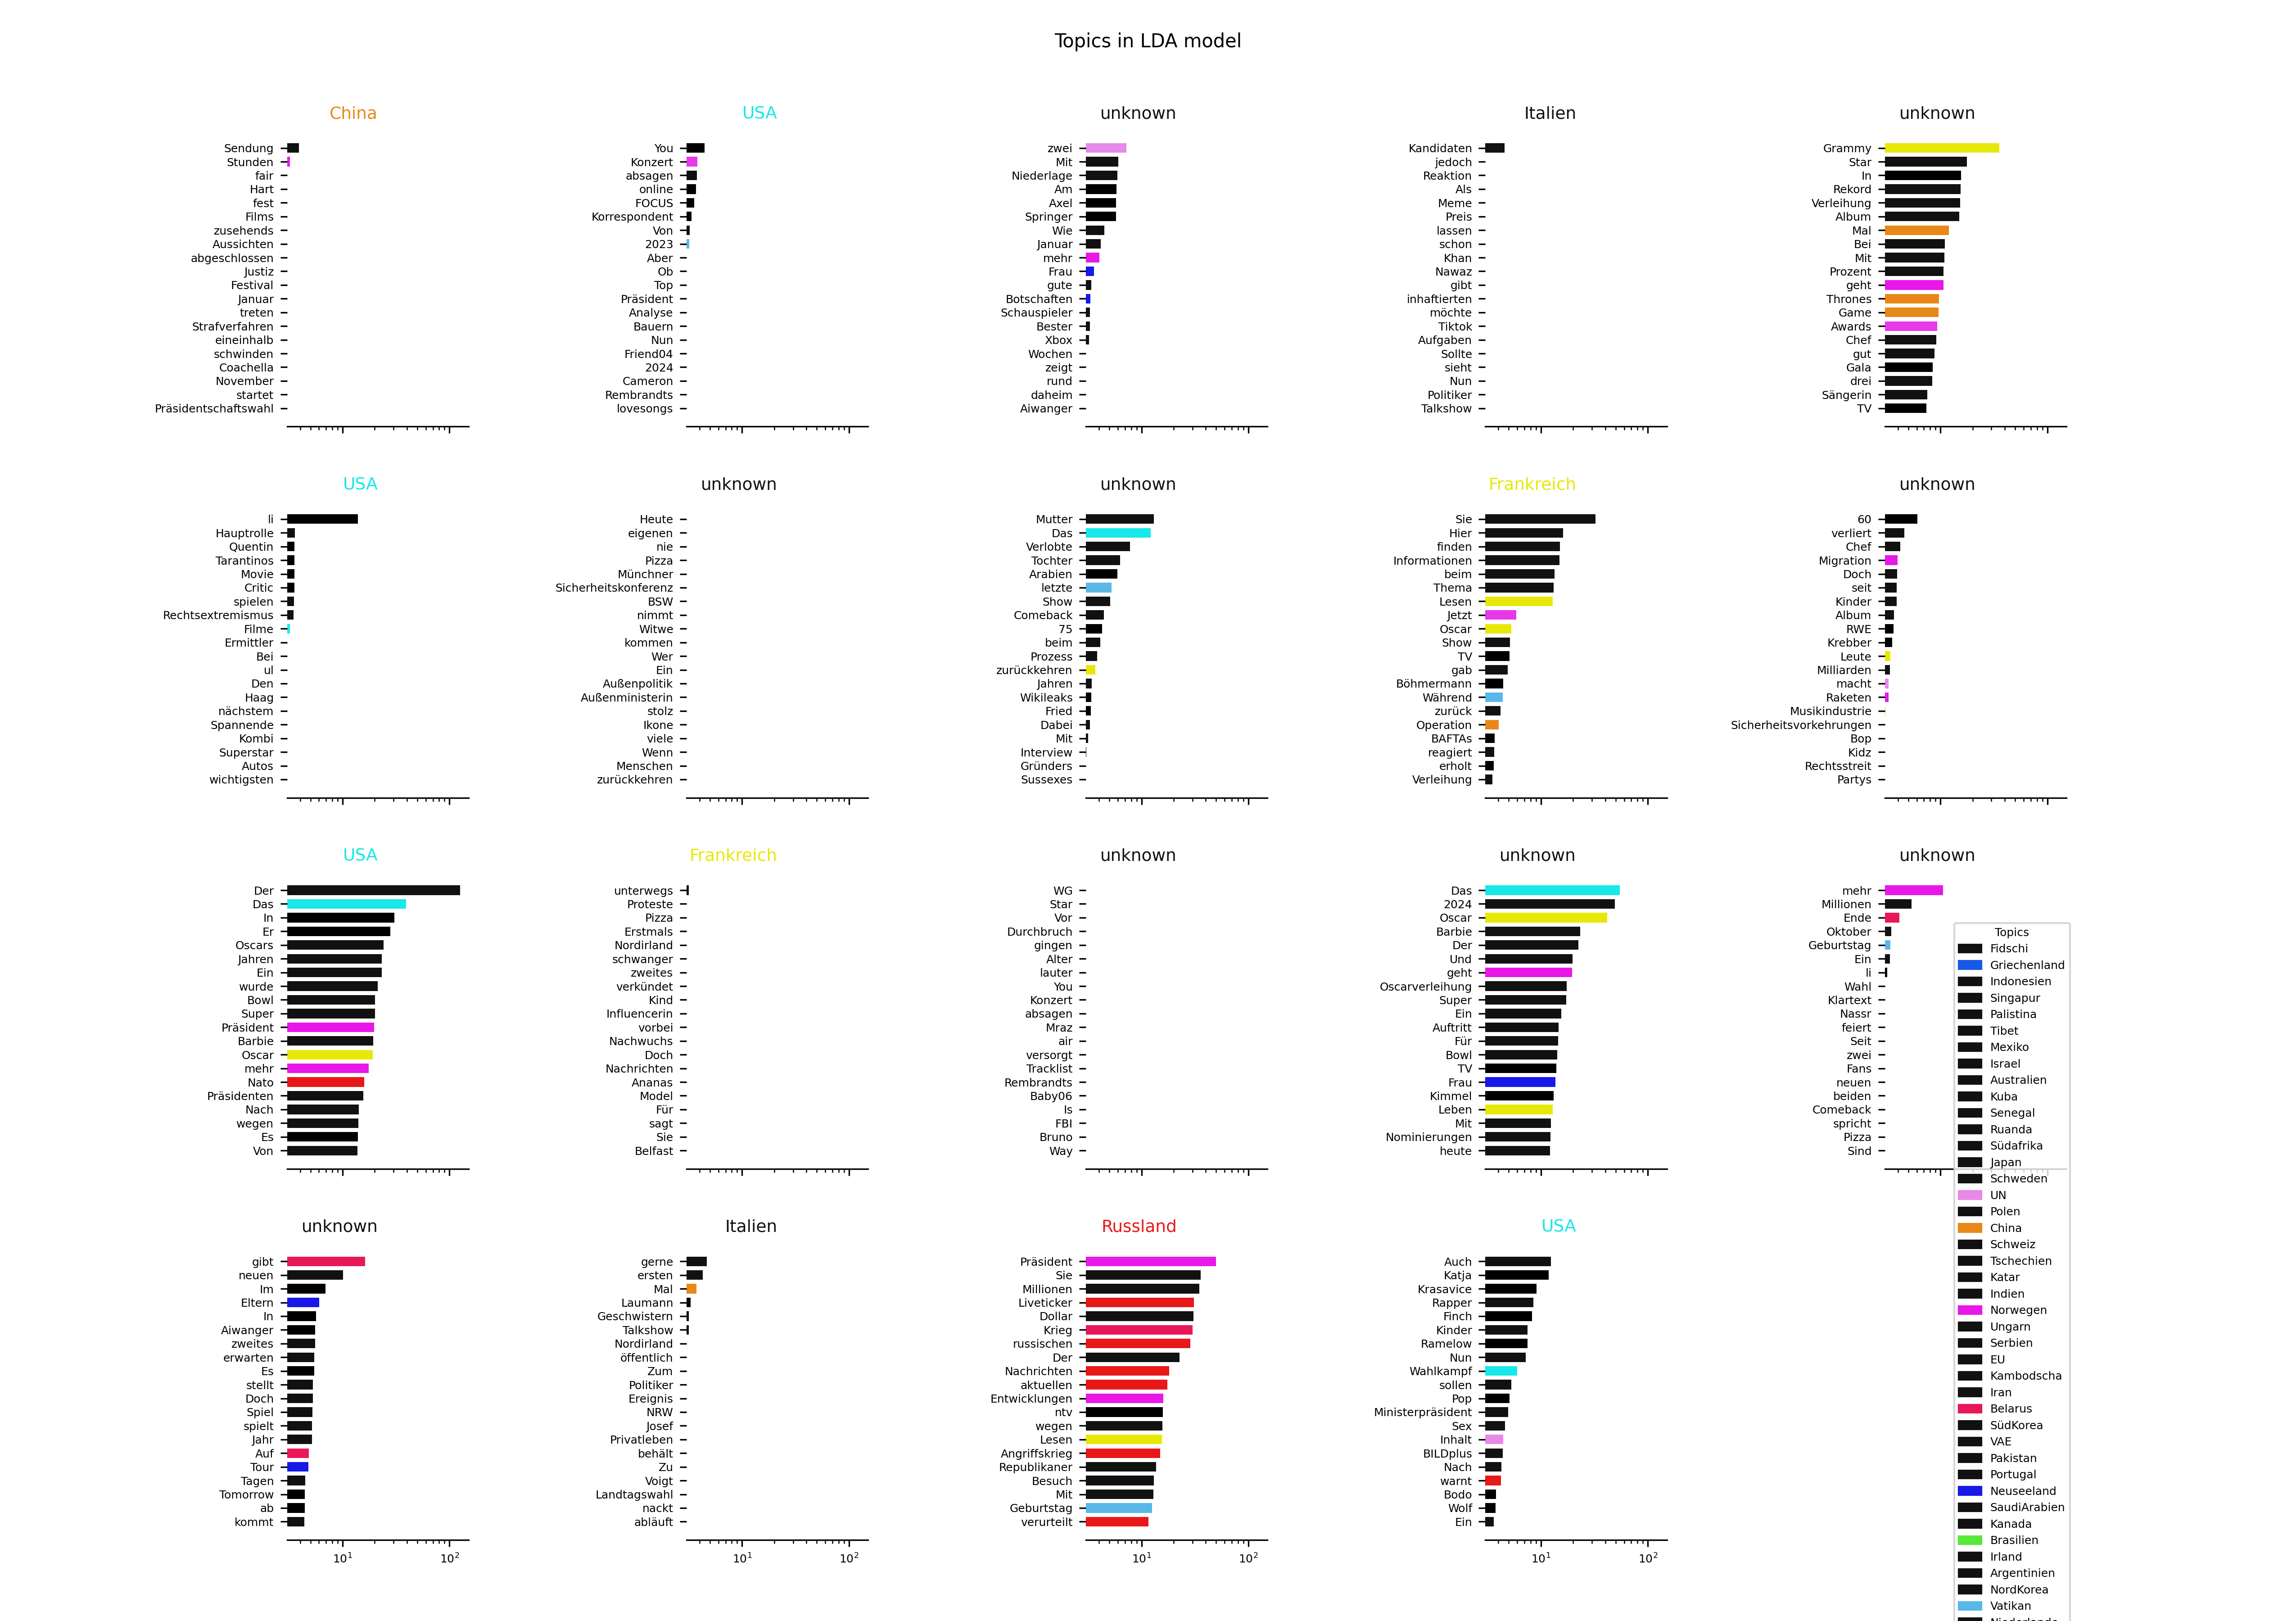 Topics in LDA model
China
Sendung
Stunden
fair
Hart
fest
Films
zusehends
Aussichten
abgeschlossen
Justiz
Festival
Januar
treten
Strafverfahren
eineinhalb
schwinden
Coachella
November
startet
Präsidentschaftswahl
USA
You
Konzert
absagen
online
FOCUS
Korrespondent
Von
2023
Aber
Ob
Top
Präsident
Analyse
Bauern
Nun
Friend04
2024
Cameron
Rembrandts
lovesongs
unknown
zwei
Mit
Niederlage
Am
Axel
Springer
Wie
Januar
mehr
Frau
gute
Botschaften
Schauspieler
Bester
Xbox
Wochen
zeigt
rund
daheim
Aiwanger
Italien
Kandidaten
jedoch
Reaktion
Als
Meme
Preis
lassen
schon
Khan
Nawaz
gibt
inhaftierten
möchte
Tiktok
Aufgaben
Sollte
sieht
Nun
Politiker
Talkshow
unknown
Grammy
Star
In
Rekord
Verleihung
Album
Mal
Bei
Mit
Prozent
geht
Thrones
Game
Awards
Chef
gut
Gala
drei
Sängerin
TV
USA
li
Hauptrolle
Quentin
Tarantinos
Movie
Critic
spielen
Rechtsextremismus
Filme
Ermittler
Bei
ul
Den
Haag
nächstem
Spannende
Kombi
Superstar
Autos
wichtigsten
unknown
Heute
eigenen
nie
Pizza
Münchner
Sicherheitskonferenz
BSW
nimmt
Witwe
kommen
Wer
Ein
Außenpolitik
Außenministerin
stolz
Ikone
viele
Wenn
Menschen
zurückkehren
unknown
Mutter
Das
Verlobte
Tochter
Arabien
letzte
Show
Comeback
75
beim
Prozess
zurückkehren
Jahren
Wikileaks
Fried
Dabei
Mit
Interview
Gründers
Sussexes
Frankreich
Sie
Hier
finden
Informationen
beim
Thema
Lesen
Jetzt
Oscar
Show
TV
gab
Böhmermann
Während
zurück
Operation
BAFTAs
reagiert
erholt
Verleihung
unknown
60
verliert
Chef
Migration
Doch
seit
Kinder
Album
RWE
Krebber
Leute
Milliarden
macht
Raketen
Musikindustrie
Sicherheitsvorkehrungen
Bop
Kidz
Rechtsstreit
Partys
USA
Der
Das
In
Er
Oscars
Jahren
Ein
wurde
Bowl
Super
Präsident
Barbie
Oscar
mehr
Nato
Präsidenten
Nach
wegen
Es
Von
Frankreich
unterwegs
Proteste
Pizza
Erstmals
Nordirland
schwanger
zweites
verkündet
Kind
Influencerin
vorbei
Nachwuchs
Doch
Nachrichten
Ananas
Model
Für
sagt
Sie
Belfast
unknown
WG
Star
Vor
Durchbruch
gingen
Alter
lauter
You
Konzert
absagen
Mraz
air
versorgt
Tracklist
Rembrandts
Baby06
Is
FBI
Bruno
Way
unknown
Das
2024
Oscar
Barbie
Der
Und
geht
Oscarverleihung
Super
Ein
Auftritt
Für
Bowl
TV
Frau
Kimmel
Leben
Mit
Nominierungen
heute
unknown
mehr
Millionen
Ende
Oktober
Geburtstag
Ein
li
Wahl
Klartext
Nassr
feiert
Seit
zwei
Fans
neuen
beiden
Comeback
spricht
Pizza
Sind
unknown
gibt
neuen
Im
Eltern
In
Aiwanger
zweites
erwarten
Es
stellt
Doch
Spiel
spielt
Jahr
Auf
Tour
Tagen
Tomorrow
ab
kommt
10¹ 10²
Italien
gerne
ersten
Mal
Laumann
Geschwistern
Talkshow
Nordirland
öffentlich
Zum
Politiker
Ereignis
NRW
Josef
Privatleben
behält
Zu
Voigt
Landtagswahl
nackt
abläuft
10¹ 10²
Russland
Präsident
Sie
Millionen
Liveticker
Dollar
Krieg
russischen
Der
Nachrichten
aktuellen
Entwicklungen
ntv
wegen
Lesen
Angriffskrieg
Republikaner
Besuch
Mit
Geburtstag
verurteilt
10¹ 10²
USA
Auch
Katja
Krasavice
Rapper
Finch
Kinder
Ramelow
Nun
Wahlkampf
sollen
Pop
Ministerpräsident
Sex
Inhalt
BILDplus
Nach
warnt
Bodo
Wolf
Ein
10¹ 10²
Topics
Fidschi
Griechenland
Indonesien
Singapur
Palistina
Tibet
Mexiko
Israel
Australien
Kuba
Senegal
Ruanda
Südafrika
Japan
Schweden
UN
Polen
China
Schweiz
Tschechien
Katar
Indien
Norwegen
Ungarn
Serbien
EU
Kambodscha
Iran
Belarus
SüdKorea
VAE
Pakistan
Portugal
Neuseeland
SaudiArabien
Kanada
Brasilien
Irland
Argentinien
NordKorea
Vatikan